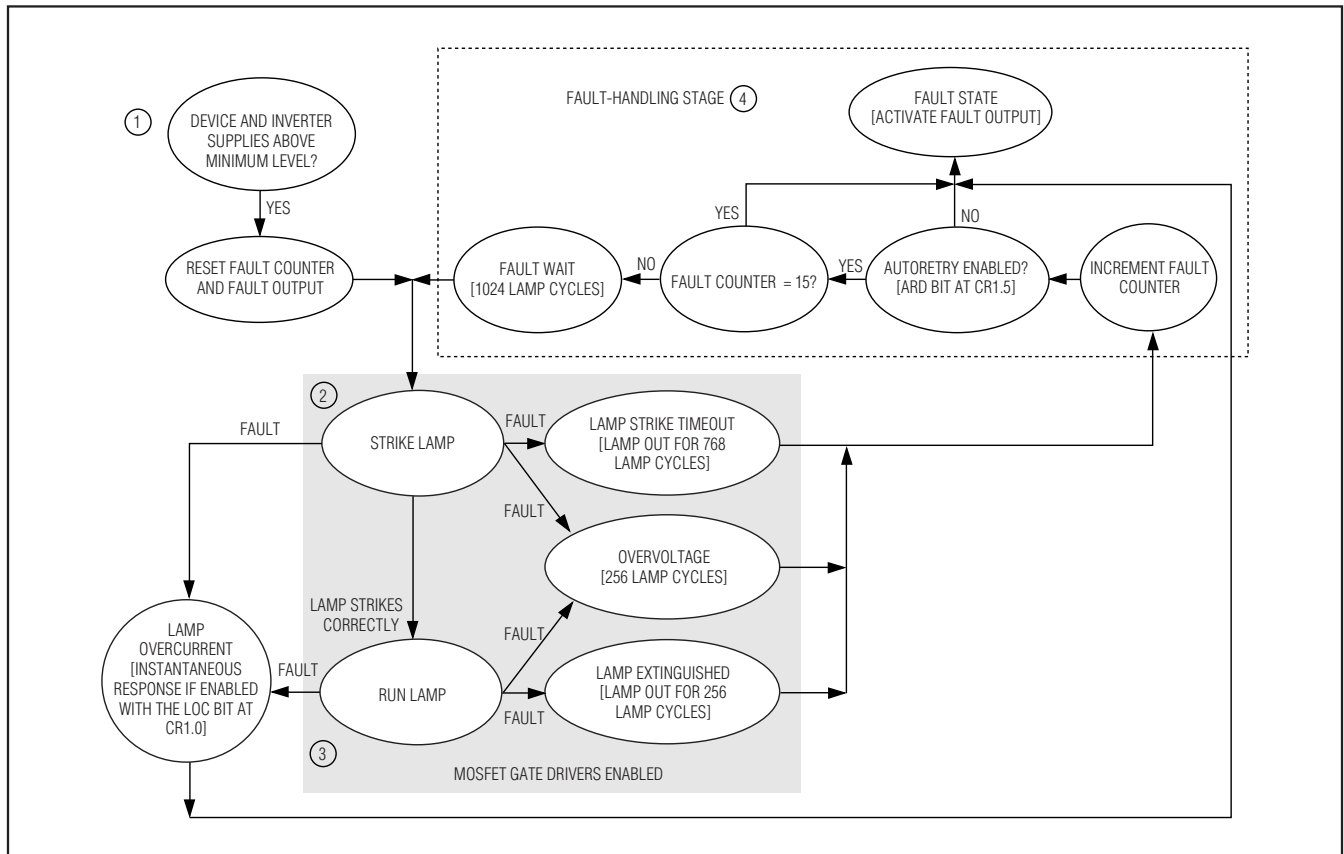 FAULT-HANDLING STAGE 4
FAULT STATE
[ACTIVATE FAULT OUTPUT]
1
DEVICE AND INVERTER
SUPPLIES ABOVE
MINIMUM LEVEL?
YES
YES
NO
RESET FAULT COUNTER
AND FAULT OUTPUT
FAULT WAIT
[1024 LAMP CYCLES]
NO
FAULT COUNTER = 15?
YES
AUTORETRY ENABLED?
[ARD BIT AT CR1.5]
INCREMENT FAULT
COUNTER
2
FAULT
STRIKE LAMP
FAULT
LAMP STRIKE TIMEOUT
[LAMP OUT FOR 768
LAMP CYCLES]
FAULT
OVERVOLTAGE
[256 LAMP CYCLES]
LAMP STRIKES
CORRECTLY
FAULT
LAMP
OVERCURRENT
[INSTANTANEOUS
RESPONSE IF ENABLED
WITH THE LOC BIT AT
CR1.0]
FAULT
RUN LAMP
FAULT
LAMP EXTINGUISHED
[LAMP OUT FOR 256
LAMP CYCLES]
3
MOSFET GATE DRIVERS ENABLED